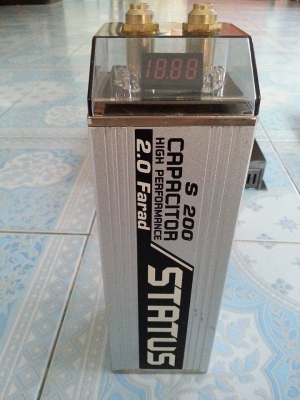 18.88
S 200
CAPACITOR
HIGH PERFORMANCE
2.0 Farad
STATUS